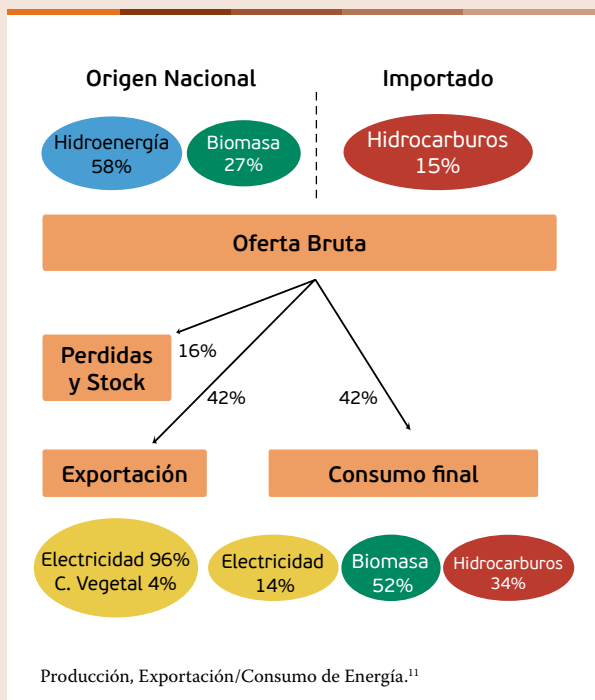 Origen Nacional
Importado
Hidroenergía
58%
Biomasa
27%
Hidrocarburos
15%
Oferta Bruta
Perdidas
y Stock
16%
42%
42%
Exportación
Consumo final
Electricidad 96%
C. Vegetal 4%
Electricidad
14%
Biomasa
52%
Hidrocarburos
34%
Producción, Exportación/Consumo de Energía.¹¹